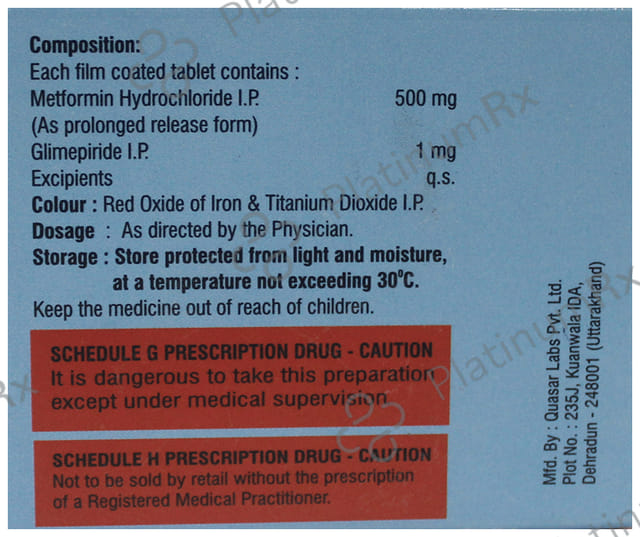 Composition:
Each film coated tablet contains :
Metformin Hydrochloride I.P. 500 mg
(As prolonged release form)
Glimepiride I.P. 1 mg
Excipients q.s.
Colour : Red Oxide of Iron & Titanium Dioxide I.P.
Dosage : As directed by the Physician.
Storage : Store protected from light and moisture,
at a temperature not exceeding 30⁰C.
Keep the medicine out of reach of children.
SCHEDULE G PRESCRIPTION DRUG - CAUTION
It is dangerous to take this preparation
except under medical supervision
SCHEDULE H PRESCRIPTION DRUG - CAUTION
Not to be sold by retail without the prescription
of a Registered Medical Practitioner.
Mfd. By : Quasar Labs Pvt. Ltd.
Plot No. : 235J, Kuanwala IDA,
Dehradun - 248001 (Uttarakhand)
PlatinumRx
PlatinumRx